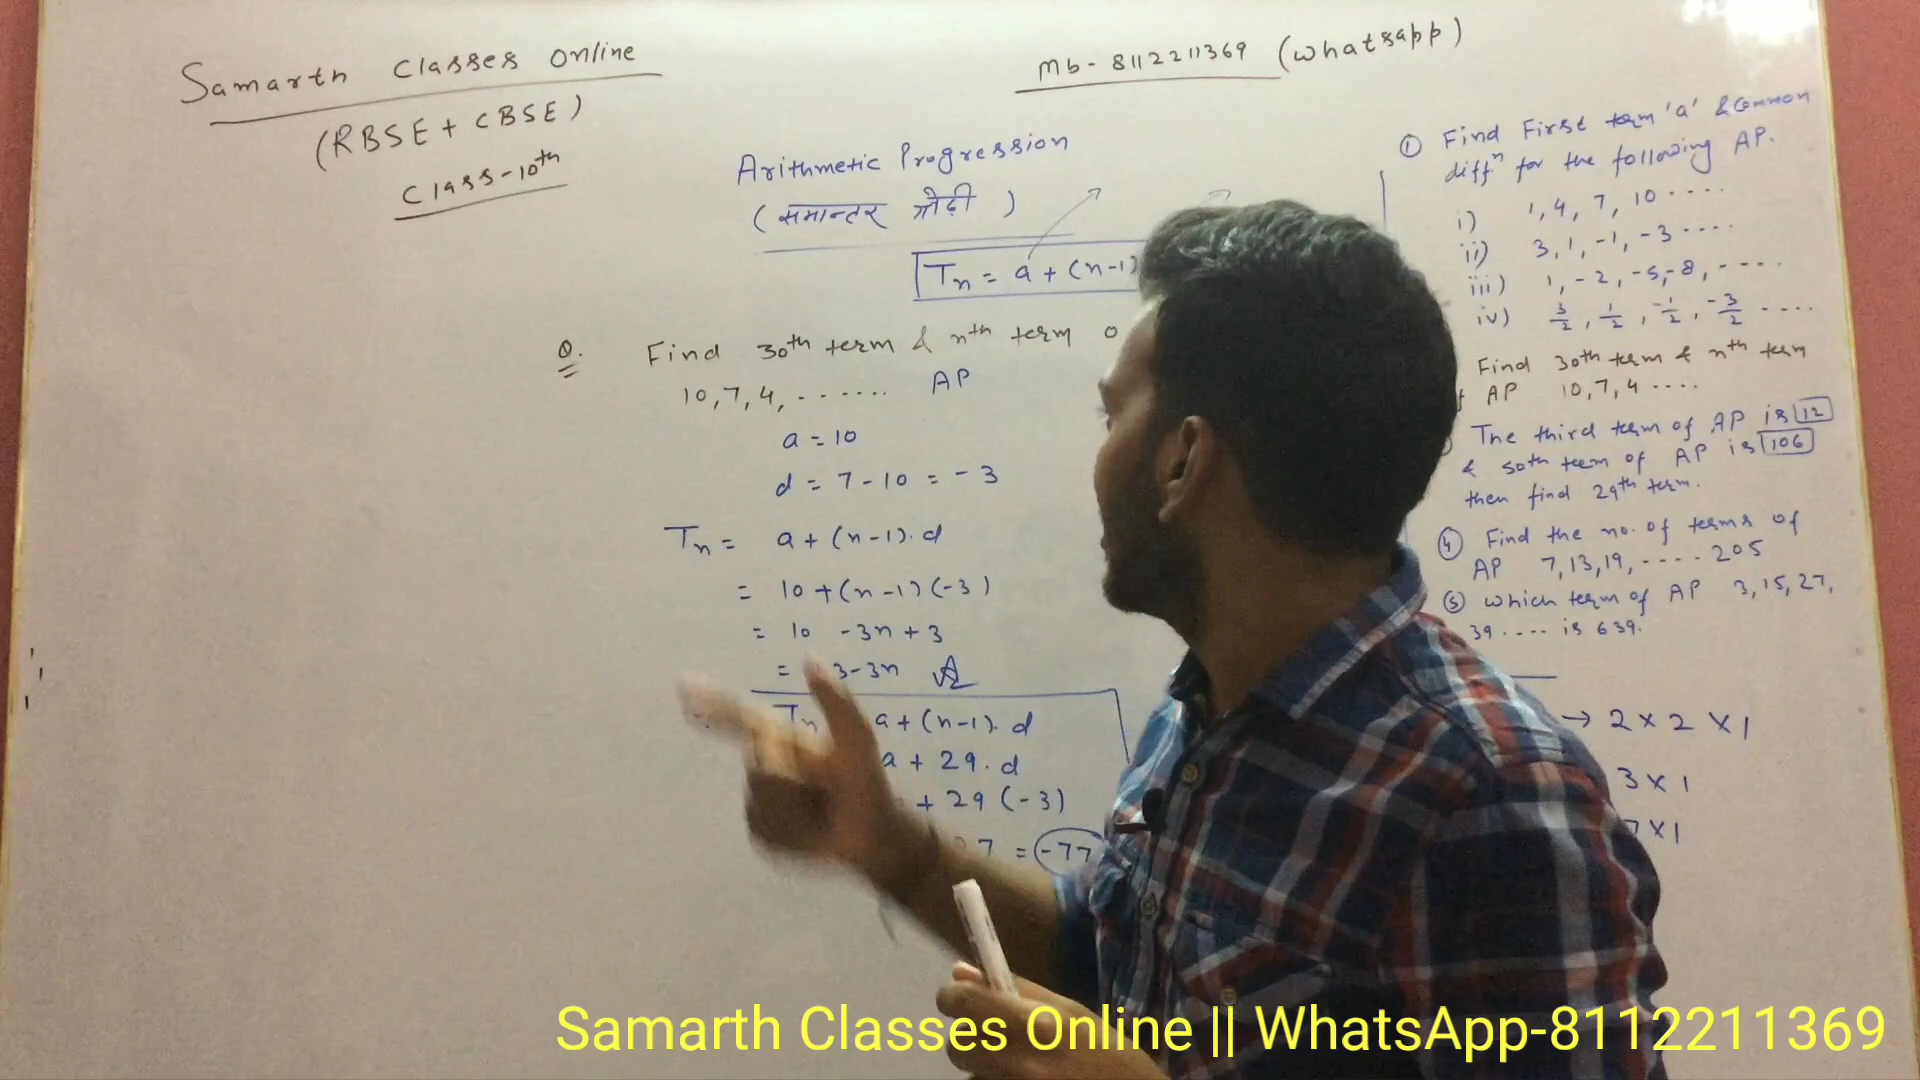 Samarth Classes Online
(RBSE + CBSE)
Class-10th
Mb- 8112211369 (Whatsapp)
Arithmetic Progression
(समान्तर श्रेढ़ी)
Tn = a + (n-1)
Q. Find 30th term & nth term
10, 7, 4, ...... AP
a = 10
d = 7 - 10 = -3
Tn = a + (n-1).d
= 10 + (n-1)(-3)
= 10 -3n + 3
= 3-3n
a + (n-1).d
a + 29.d
+ 29 (-3)
7 = -77
① Find First term 'a' & Common
diffn for the following AP.
i) 1, 4, 7, 10 ....
ii) 3, 1, -1, -3 ....
iii) 1, -2, -5, -8, ....
iv) 3/2, 1/2, -1/2, -3/2 ....
Find 30th term & nth term
AP 10, 7, 4 ....
The third term of AP is 12
& 50th term of AP is 106
then find 29th term.
④ Find the no. of terms of
AP 7, 13, 19, .... 205
⑤ which term of AP 3, 15, 27,
39 .... is 639.
→ 2 × 2 × 1
3 × 1
7 × 1
Samarth Classes Online || WhatsApp-8112211369